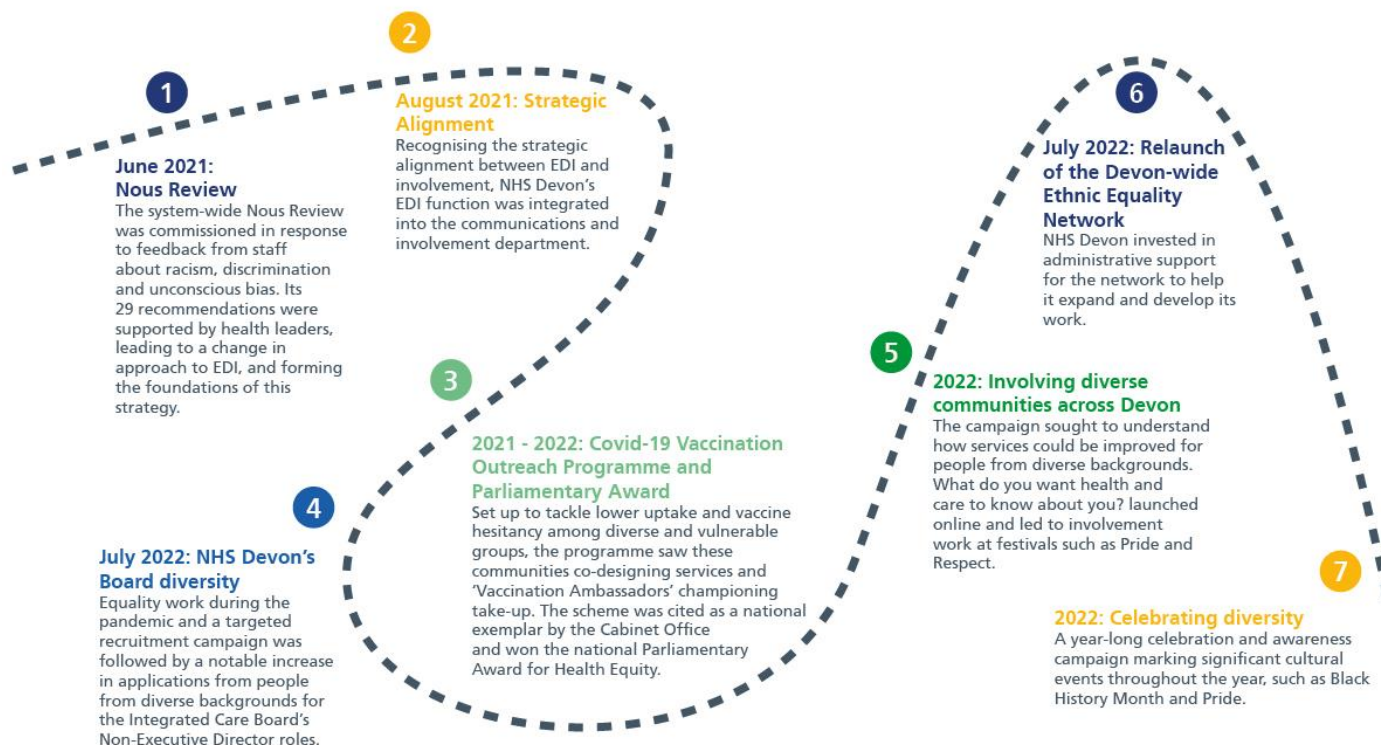 1
June 2021:
Nous Review
The system-wide Nous Review
was commissioned in response
to feedback from staff
about racism, discrimination
and unconscious bias. Its
29 recommendations were
supported by health leaders,
leading to a change in
approach to EDI, and forming
the foundations of this
strategy.
2
August 2021: Strategic
Alignment
Recognising the strategic
alignment between EDI and
involvement, NHS Devon's
EDI function was integrated
into the communications and
involvement department.
3
2021 - 2022: Covid-19 Vaccination
Outreach Programme and
Parliamentary Award
Set up to tackle lower uptake and vaccine
hesitancy among diverse and vulnerable
groups, the programme saw these
communities co-designing services and
'Vaccination Ambassadors' championing
take-up. The scheme was cited as a national
exemplar by the Cabinet Office
and won the national Parliamentary
Award for Health Equity.
4
July 2022: NHS Devon's
Board diversity
Equality work during the
pandemic and a targeted
recruitment campaign was
followed by a notable increase
in applications from people
from diverse backgrounds for
the Integrated Care Board's
Non-Executive Director roles.
5
2022: Involving diverse
communities across Devon
The campaign sought to understand
how services could be improved for
people from diverse backgrounds.
What do you want health and
care to know about you? launched
online and led to involvement
work at festivals such as Pride and
Respect.
6
July 2022: Relaunch
of the Devon-wide
Ethnic Equality
Network
NHS Devon invested in
administrative support
for the network to help
it expand and develop its
work.
7
2022: Celebrating diversity
A year-long celebration and awareness
campaign marking significant cultural
events throughout the year, such as Black
History Month and Pride.